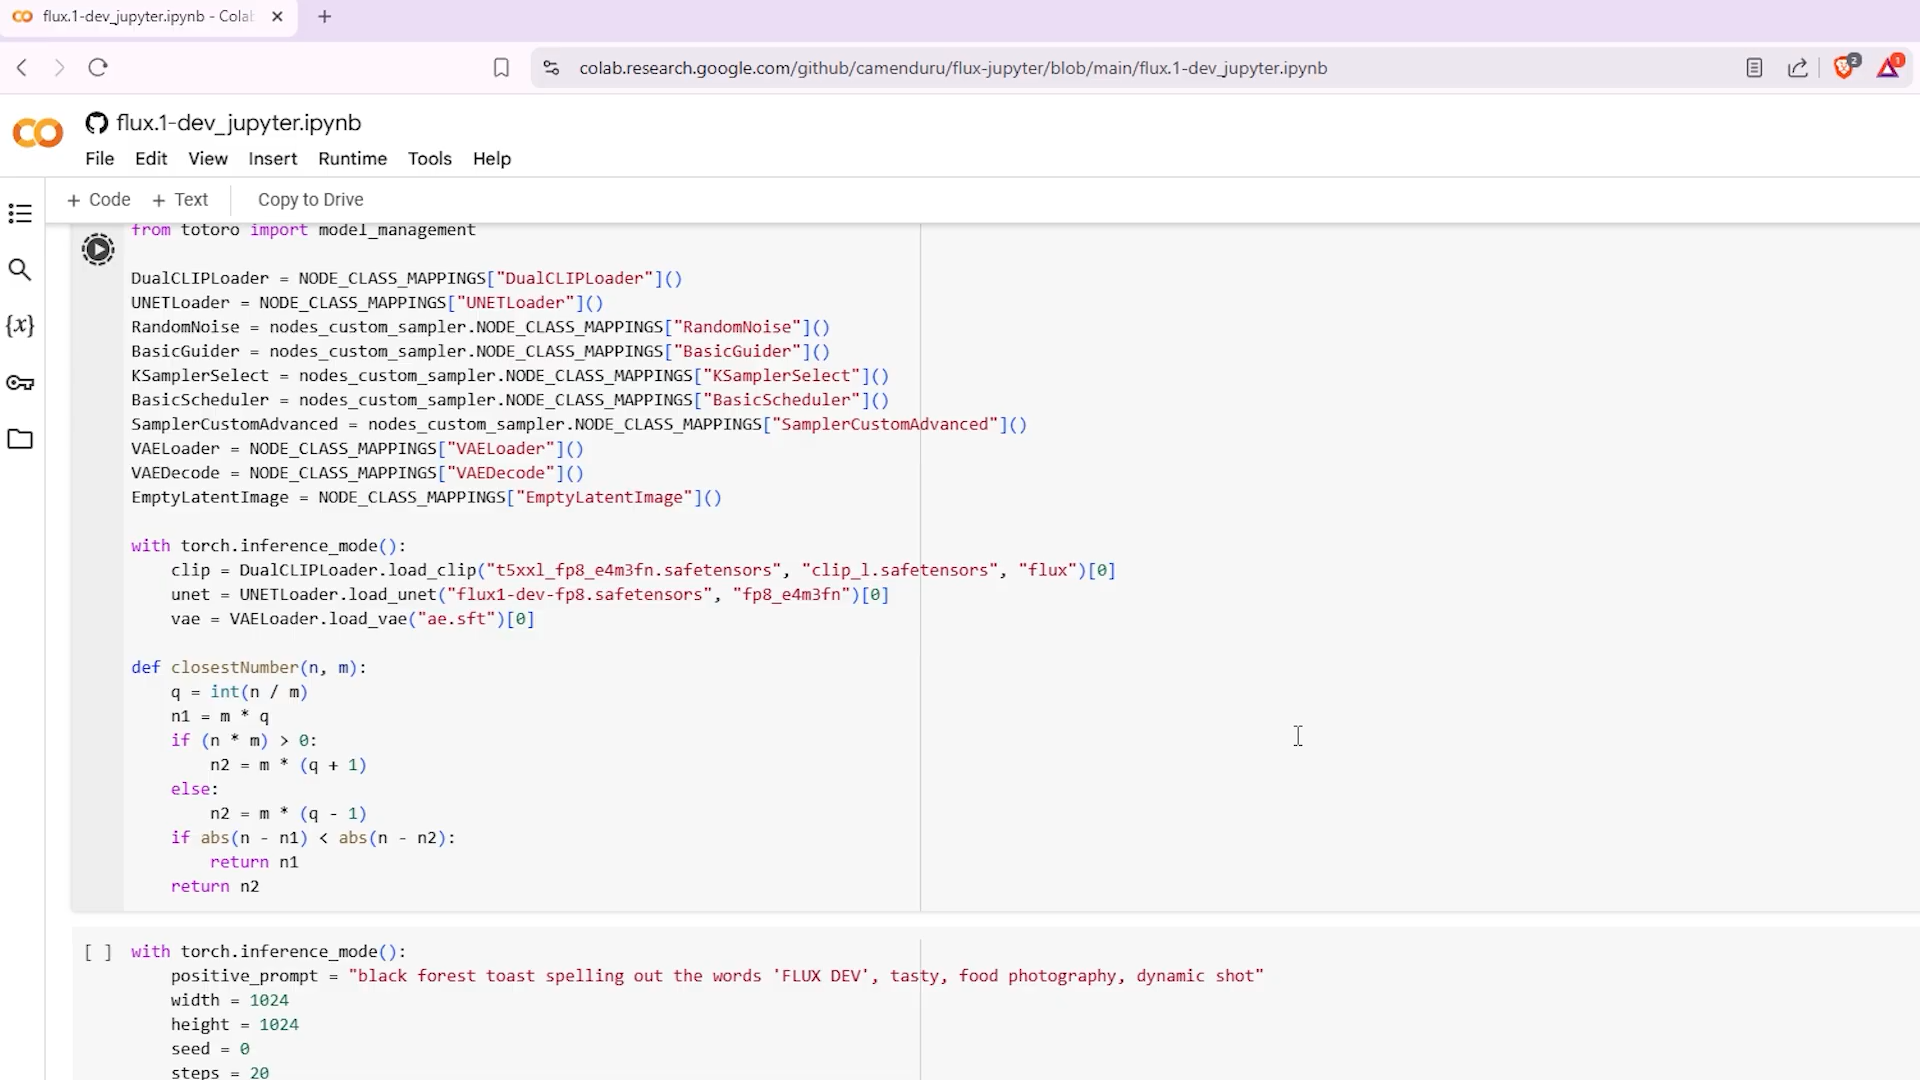 flux.1-dev_jupyter.ipynb - Cola
colab.research.google.com/github/camenduru/flux-jupyter/blob/main/flux.1-dev_jupyter.ipynb
2
1
flux.1-dev_jupyter.ipynb
File Edit View Insert Runtime Tools Help
+ Code + Text Copy to Drive
from totoro import model_management
DualCLIPLoader = NODE_CLASS_MAPPINGS["DualCLIPLoader"]()
UNETLoader = NODE_CLASS_MAPPINGS["UNETLoader"]()
RandomNoise = nodes_custom_sampler.NODE_CLASS_MAPPINGS["RandomNoise"]()
BasicGuider = nodes_custom_sampler.NODE_CLASS_MAPPINGS["BasicGuider"]()
KSamplerSelect = nodes_custom_sampler.NODE_CLASS_MAPPINGS["KSamplerSelect"]()
BasicScheduler = nodes_custom_sampler.NODE_CLASS_MAPPINGS["BasicScheduler"]()
SamplerCustomAdvanced = nodes_custom_sampler.NODE_CLASS_MAPPINGS["SamplerCustomAdvanced"]()
VAELoader = NODE_CLASS_MAPPINGS["VAELoader"]()
VAEDecode = NODE_CLASS_MAPPINGS["VAEDecode"]()
EmptyLatentImage = NODE_CLASS_MAPPINGS["EmptyLatentImage"]()
with torch.inference_mode():
    clip = DualCLIPLoader.load_clip("t5xxl_fp8_e4m3fn.safetensors", "clip_l.safetensors", "flux")[0]
    unet = UNETLoader.load_unet("flux1-dev-fp8.safetensors", "fp8_e4m3fn")[0]
    vae = VAELoader.load_vae("ae.sft")[0]
def closestNumber(n, m):
    q = int(n / m)
    n1 = m * q
    if (n * m) > 0:
        n2 = m * (q + 1)
    else:
        n2 = m * (q - 1)
    if abs(n - n1) < abs(n - n2):
        return n1
    return n2
[ ] with torch.inference_mode():
    positive_prompt = "black forest toast spelling out the words 'FLUX DEV', tasty, food photography, dynamic shot"
    width = 1024
    height = 1024
    seed = 0
    steps = 20